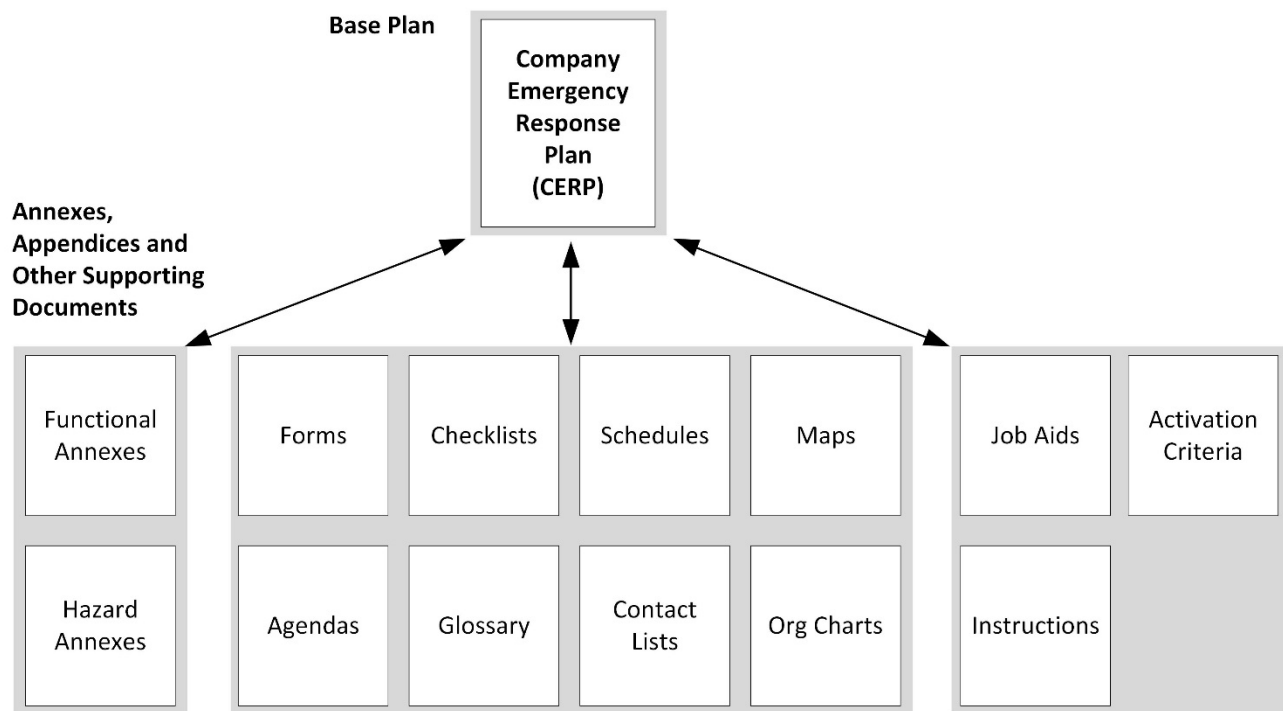 Base Plan
Company
Emergency
Response
Plan
(CERP)
Annexes,
Appendices and
Other Supporting
Documents
Functional
Annexes
Forms
Checklists
Schedules
Maps
Job Aids
Activation
Criteria
Hazard
Annexes
Agendas
Glossary
Contact
Lists
Org Charts
Instructions